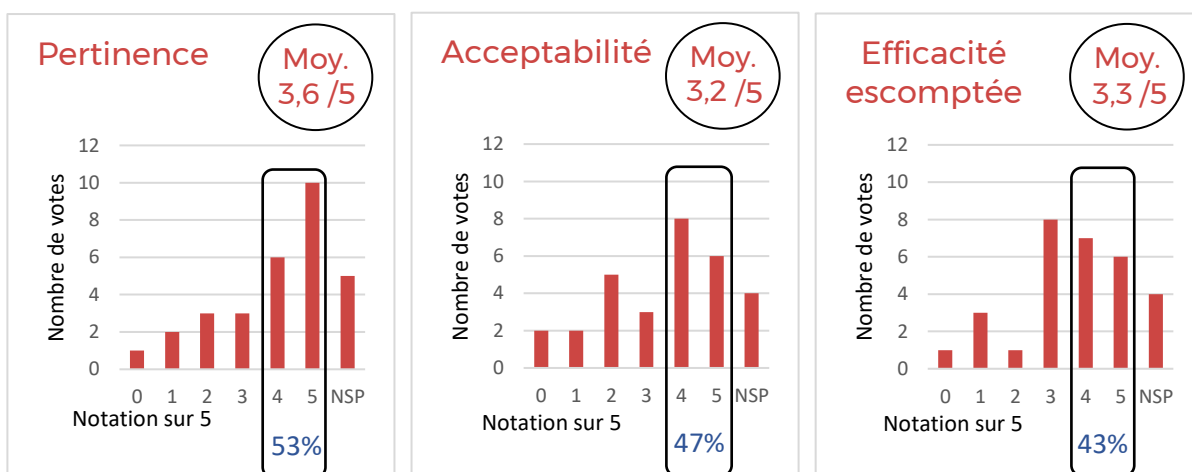 Pertinence
Moy.
3,6 /5
Nombre de votes
12
10
8
6
4
2
0
0 1 2 3 4 5 NSP
Notation sur 5
53%
Acceptabilité
Moy.
3,2 /5
Nombre de votes
12
10
8
6
4
2
0
0 1 2 3 4 5 NSP
Notation sur 5
47%
Efficacité
escomptée
Moy.
3,3 /5
Nombre de votes
12
10
8
6
4
2
0
0 1 2 3 4 5 NSP
Notation sur 5
43%